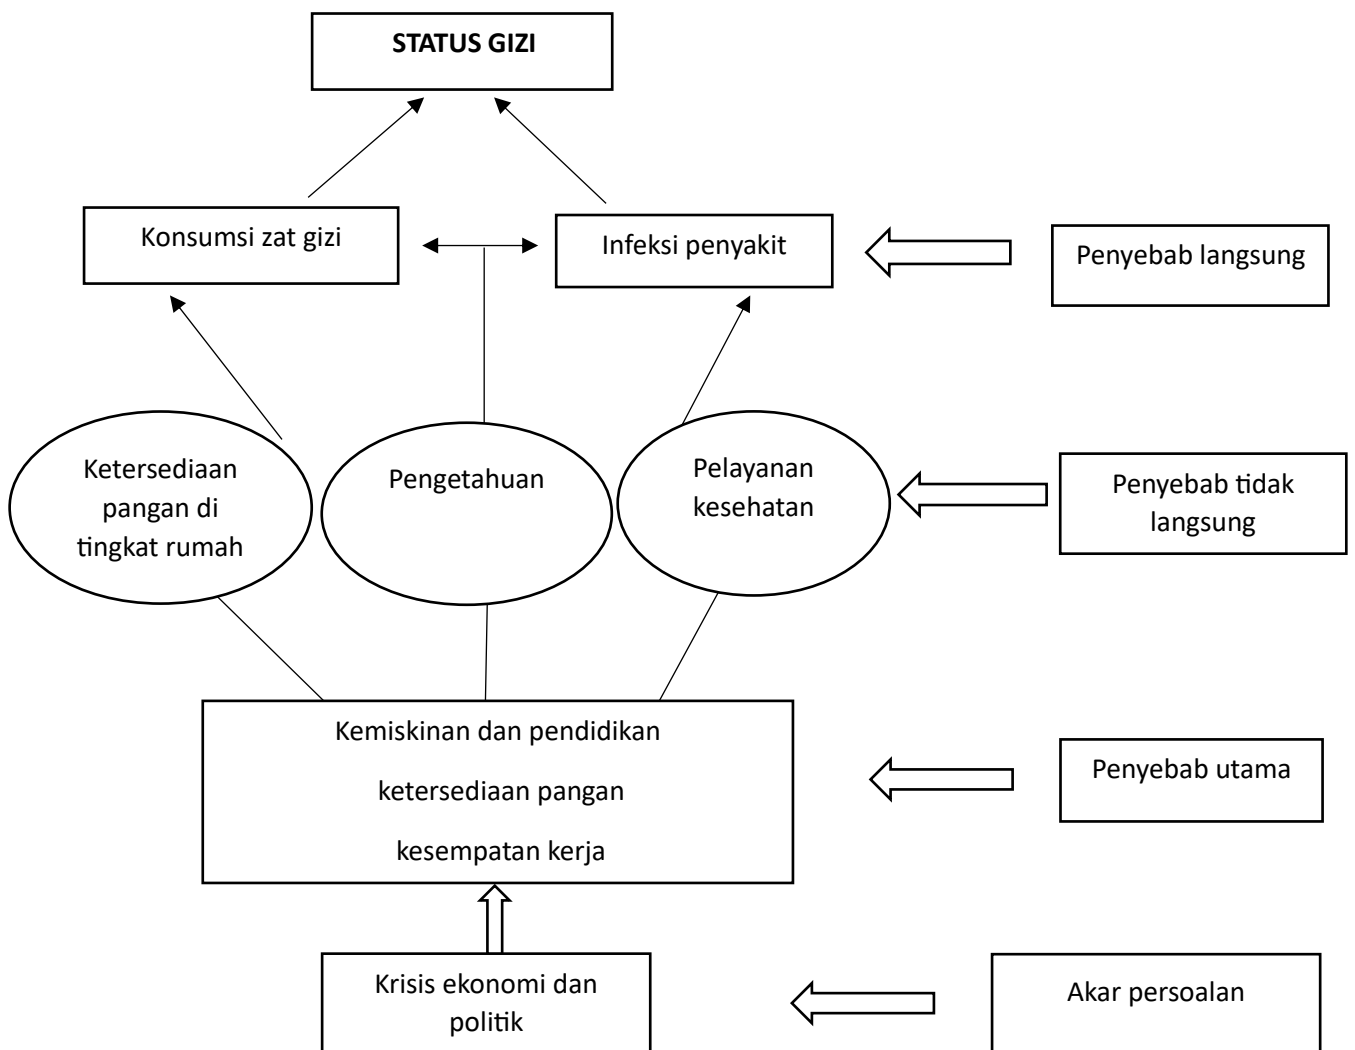 STATUS GIZI
Konsumsi zat gizi
Infeksi penyakit
Penyebab langsung
Ketersediaan
pangan di
tingkat rumah
Pengetahuan
Pelayanan
kesehatan
Penyebab tidak
langsung
Kemiskinan dan pendidikan
ketersediaan pangan
kesempatan kerja
Penyebab utama
Krisis ekonomi dan
politik
Akar persoalan